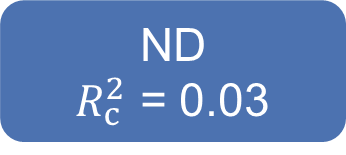 ND
R_c^2 = 0.03